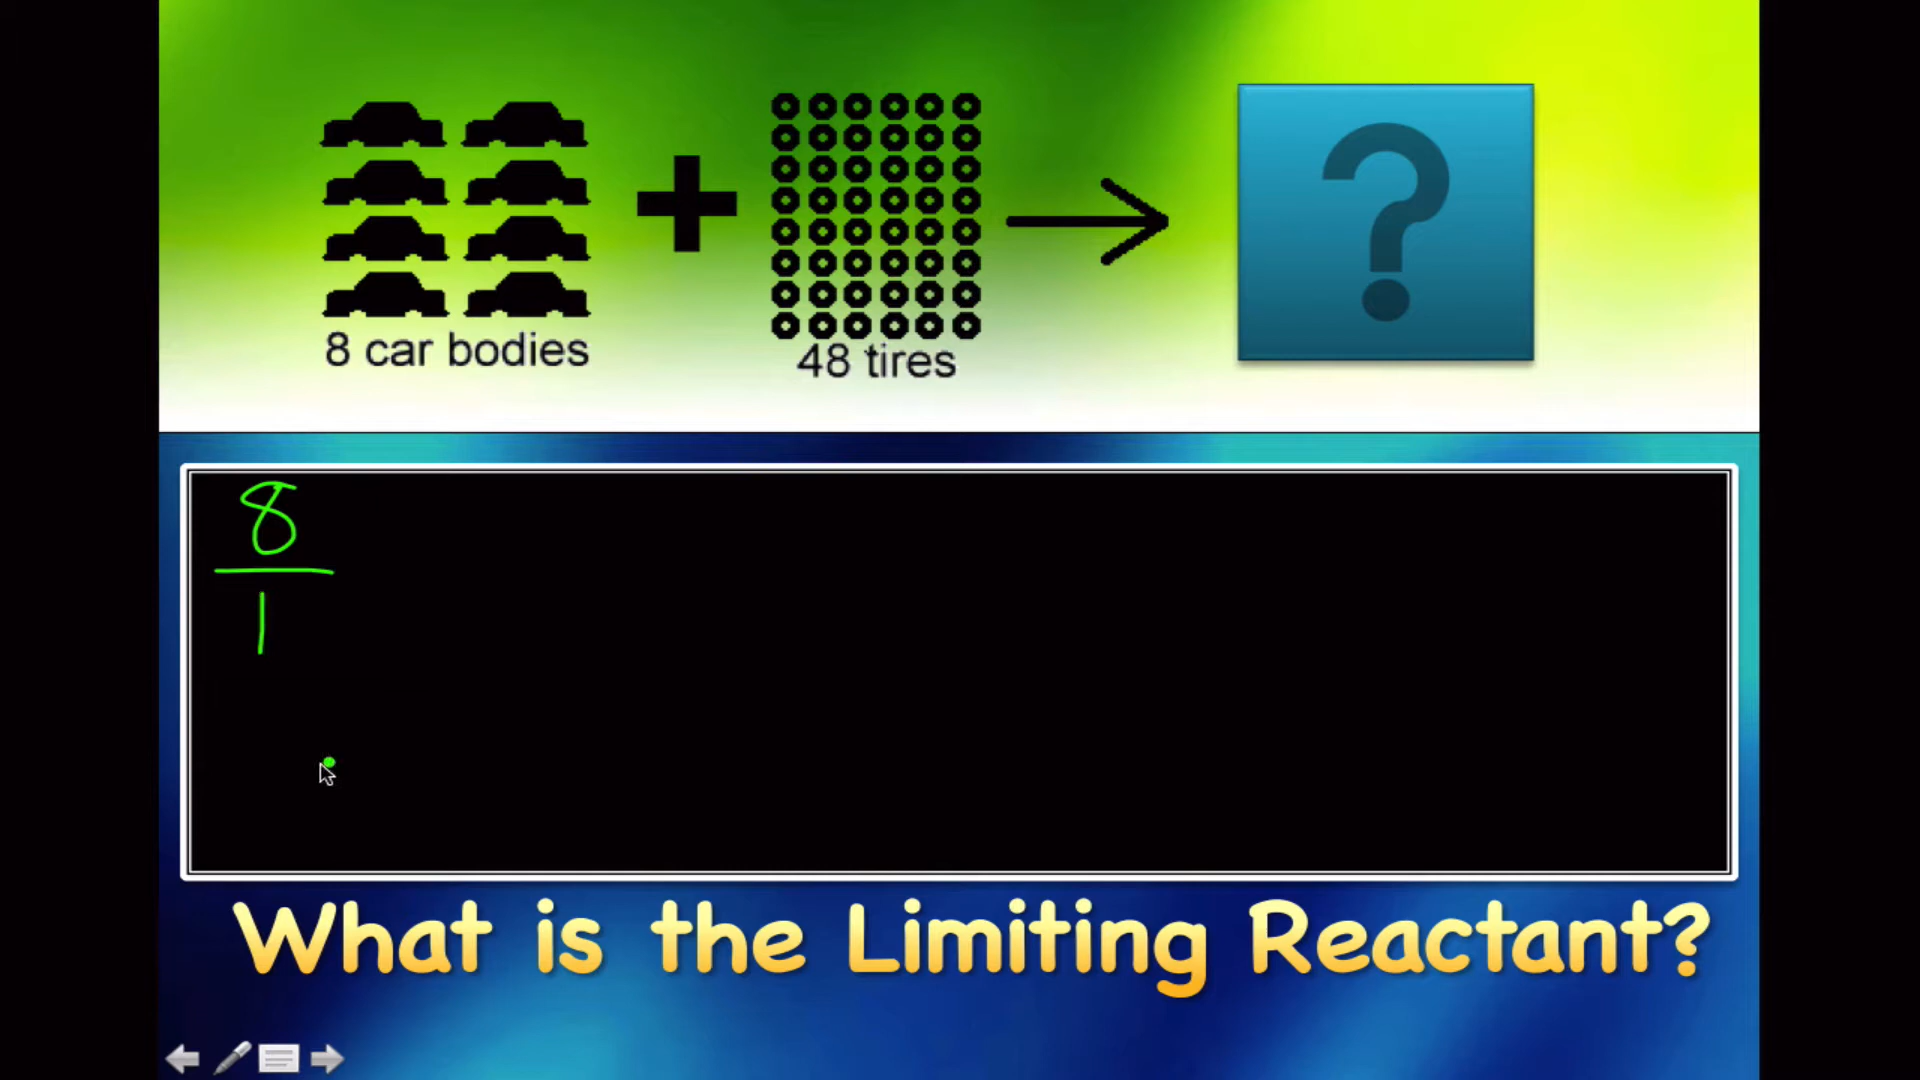 8 car bodies
+
48 tires
?
8
1
What is the Limiting Reactant?